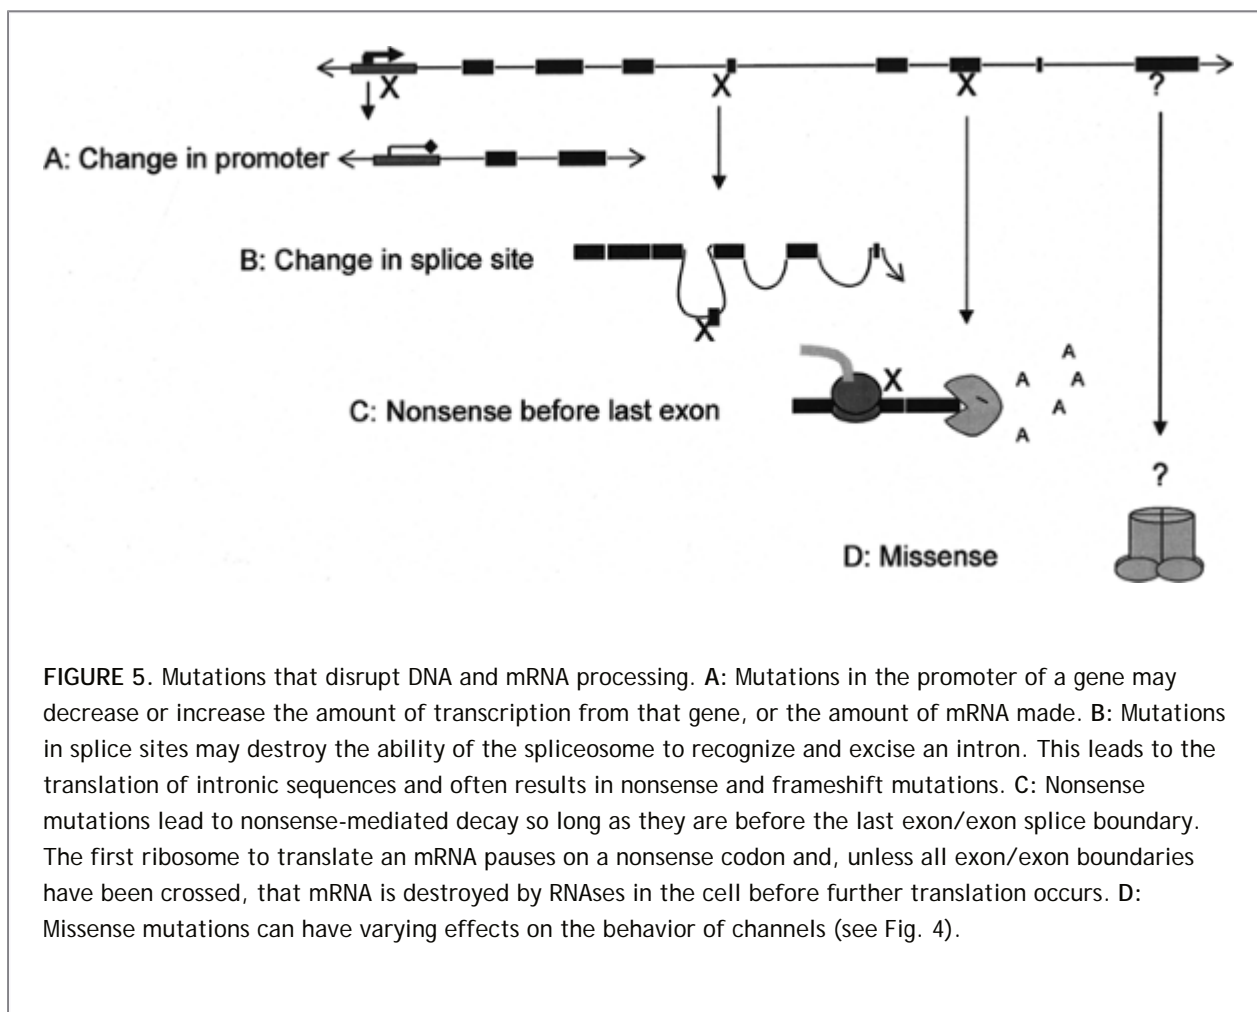 X
X
X
?
A: Change in promoter
B: Change in splice site
X
C: Nonsense before last exon
X
A
A
A
A
A
?
D: Missense
FIGURE 5. Mutations that disrupt DNA and mRNA processing. A: Mutations in the promoter of a gene may
decrease or increase the amount of transcription from that gene, or the amount of mRNA made. B: Mutations
in splice sites may destroy the ability of the spliceosome to recognize and excise an intron. This leads to the
translation of intronic sequences and often results in nonsense and frameshift mutations. C: Nonsense
mutations lead to nonsense-mediated decay so long as they are before the last exon/exon splice boundary.
The first ribosome to translate an mRNA pauses on a nonsense codon and, unless all exon/exon boundaries
have been crossed, that mRNA is destroyed by RNAses in the cell before further translation occurs. D:
Missense mutations can have varying effects on the behavior of channels (see Fig. 4).